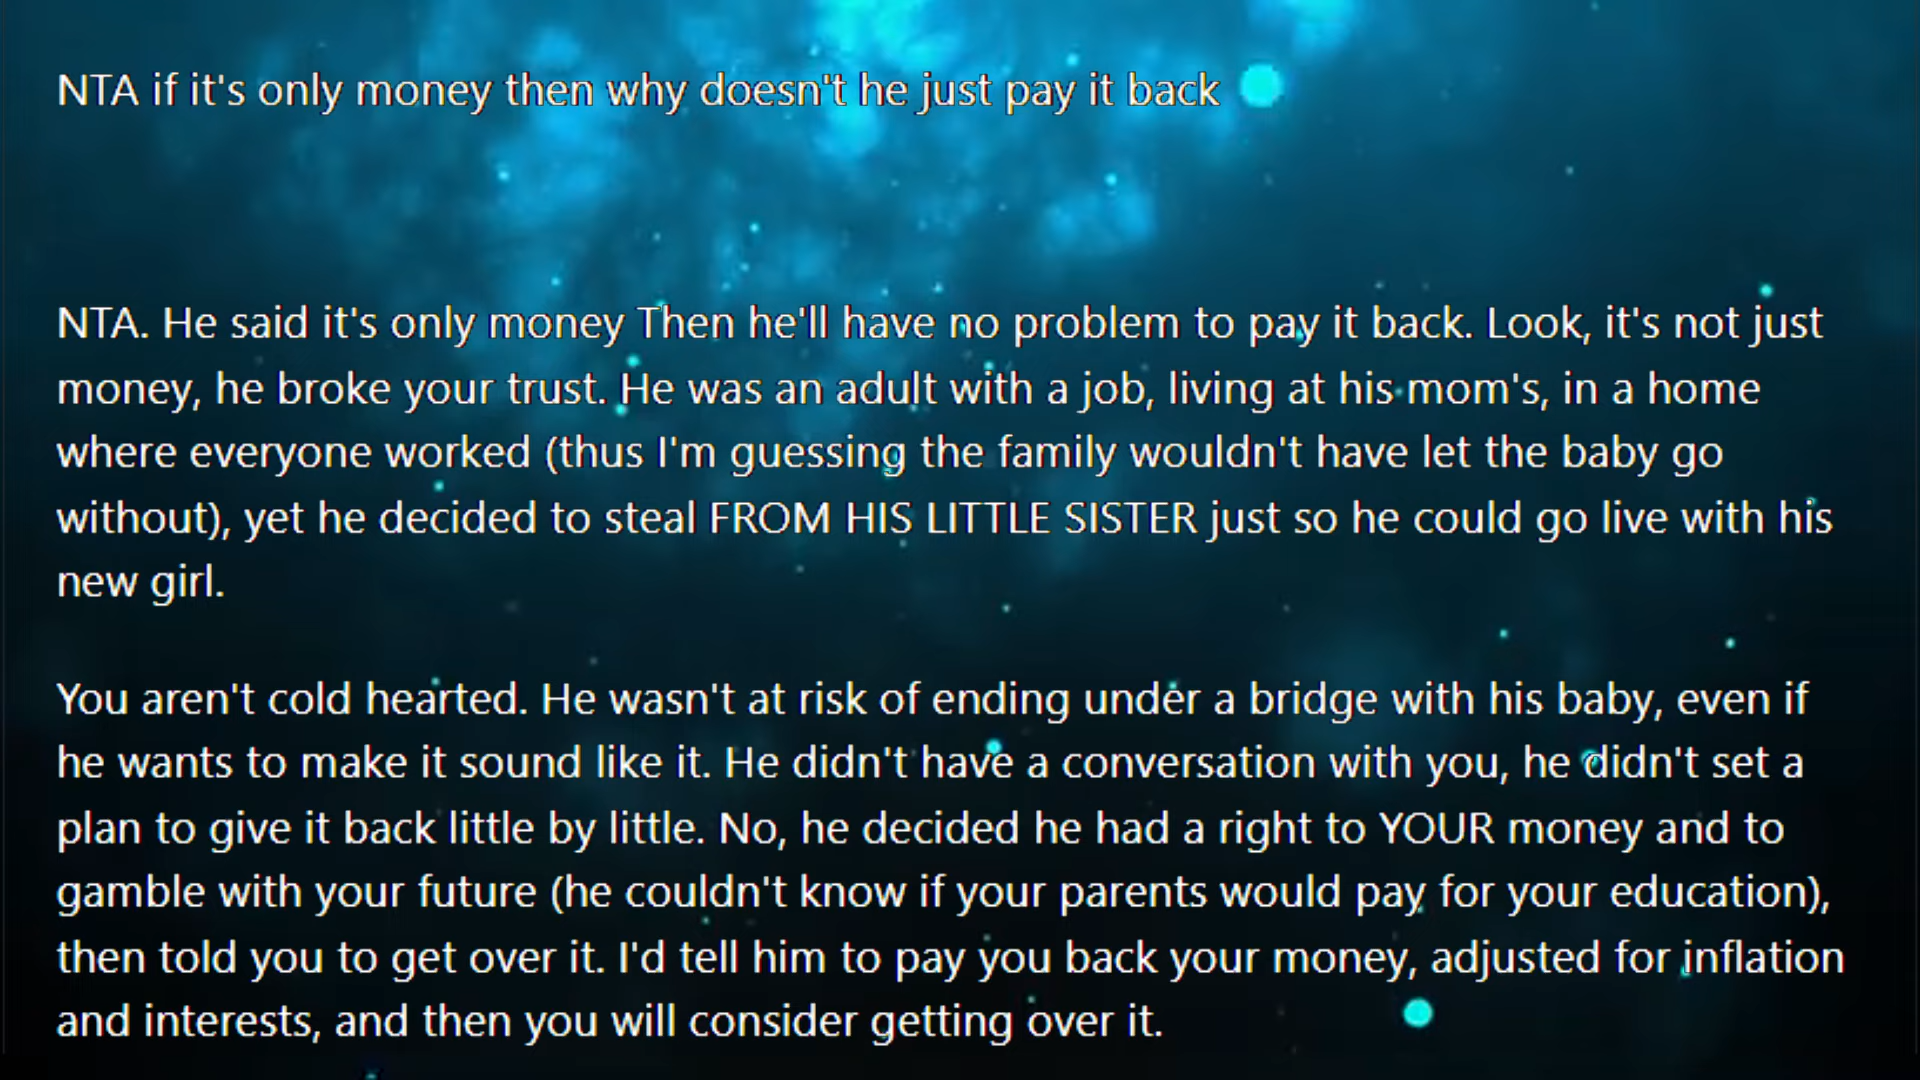 NTA if it's only money then why doesn't he just pay it back
NTA. He said it's only money Then he'll have no problem to pay it back. Look, it's not just
money, he broke your trust. He was an adult with a job, living at his mom's, in a home
where everyone worked (thus I'm guessing the family wouldn't have let the baby go
without), yet he decided to steal FROM HIS LITTLE SISTER just so he could go live with his
new girl.
You aren't cold hearted. He wasn't at risk of ending under a bridge with his baby, even if
he wants to make it sound like it. He didn't have a conversation with you, he didn't set a
plan to give it back little by little. No, he decided he had a right to YOUR money and to
gamble with your future (he couldn't know if your parents would pay for your education),
then told you to get over it. I'd tell him to pay you back your money, adjusted for inflation
and interests, and then you will consider getting over it.